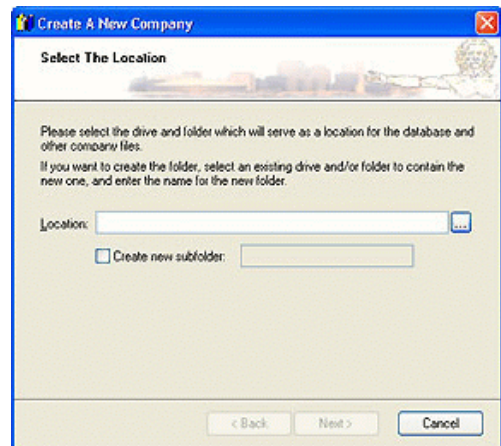 Create A New Company
Select The Location
Please select the drive and folder which will serve as a location for the database and
other company files.
If you want to create the folder, select an existing drive and/or folder to contain the
new one, and enter the name for the new folder.
Location:
...
Create new subfolder:
< Back
Next >
Cancel